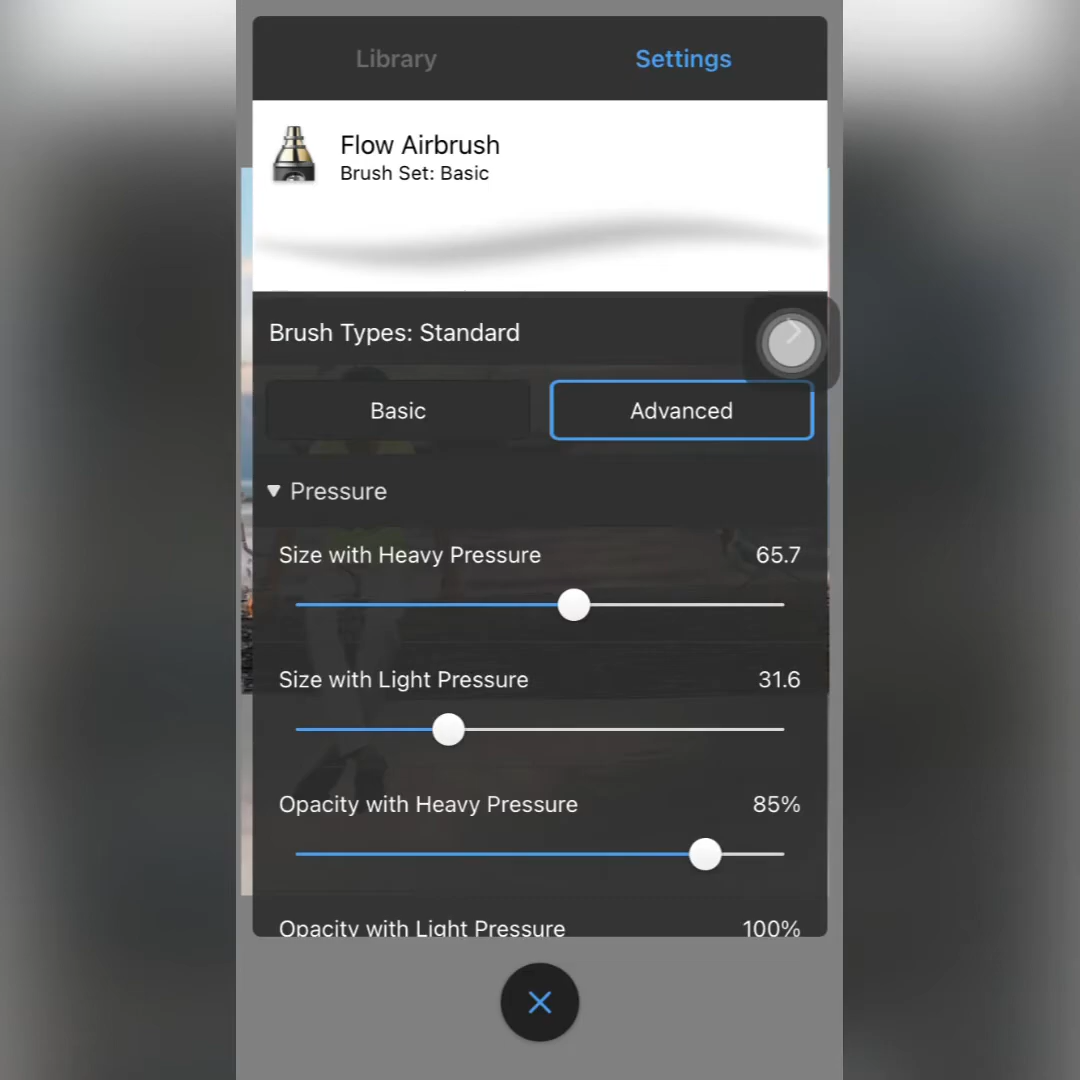 Library Settings
Flow Airbrush
Brush Set: Basic
Brush Types: Standard
Basic Advanced
Pressure
Size with Heavy Pressure 65.7
Size with Light Pressure 31.6
Opacity with Heavy Pressure 85%
Opacity with Light Pressure 100%